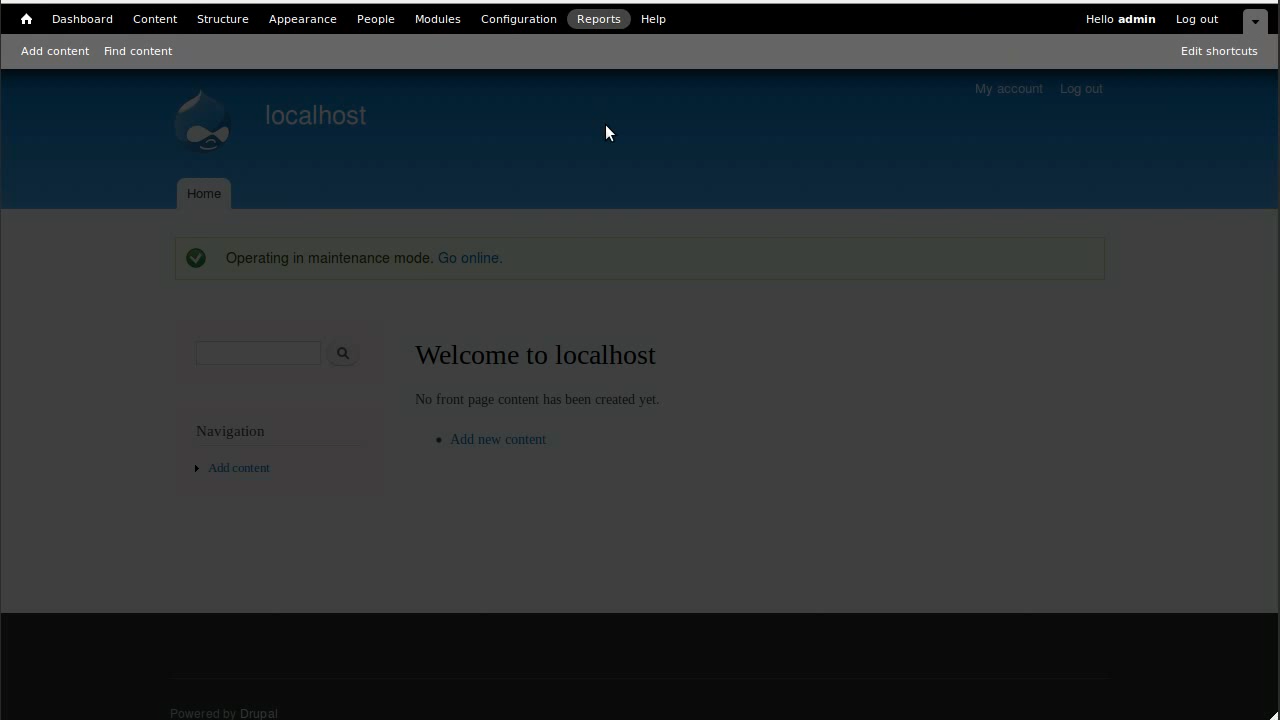 Dashboard Content Structure Appearance People Modules Configuration Reports Help Hello admin Log out
Add content Find content Edit shortcuts
My account Log out
localhost
Home
Operating in maintenance mode. Go online.
Welcome to localhost
No front page content has been created yet.
Add new content
Navigation
Add content
Powered by Drupal